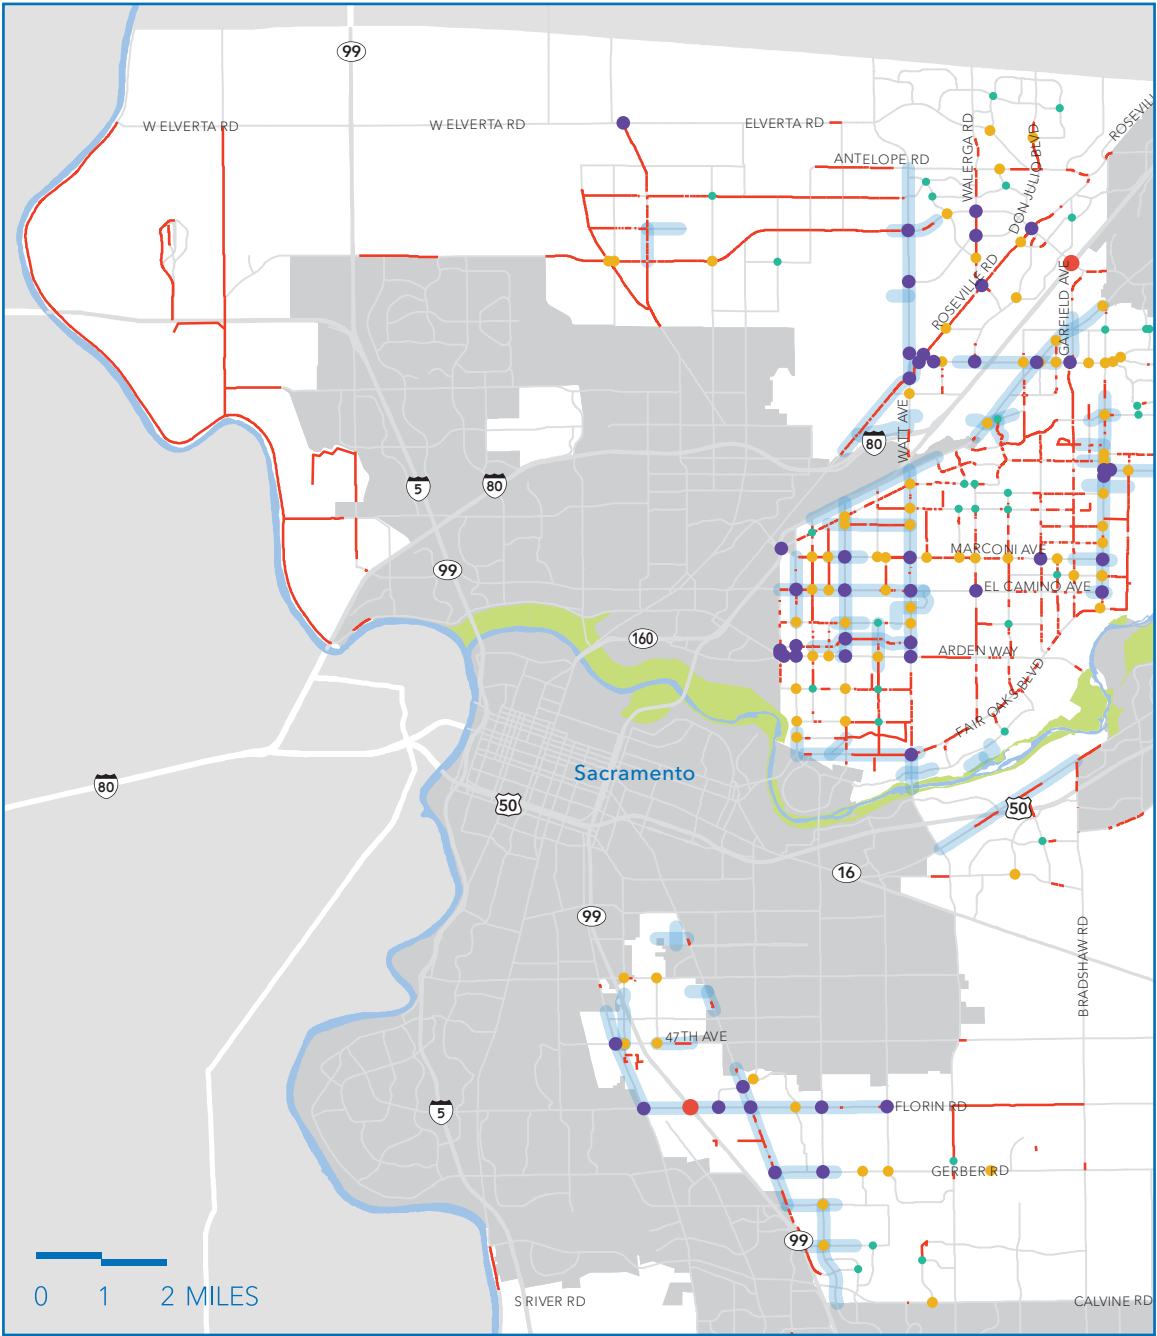 99
W ELVERTA RD
W ELVERTA RD
ELVERTA RD
ANTELOPE RD
WALERGA RD
DON JULIO BLVD
ROSEVILL
ROSEVILLE RD
GARFIELD AVE
WATT AVE
80
5
80
99
MARCONI AVE
EL CAMINO AVE
160
ARDEN WAY
FAIR OAKS BLVD
Sacramento
80
50
50
16
99
BRADSHAW RD
47TH AVE
5
FLORIN RD
GERBER RD
99
0 1 2 MILES
S RIVER RD
CALVINE RD